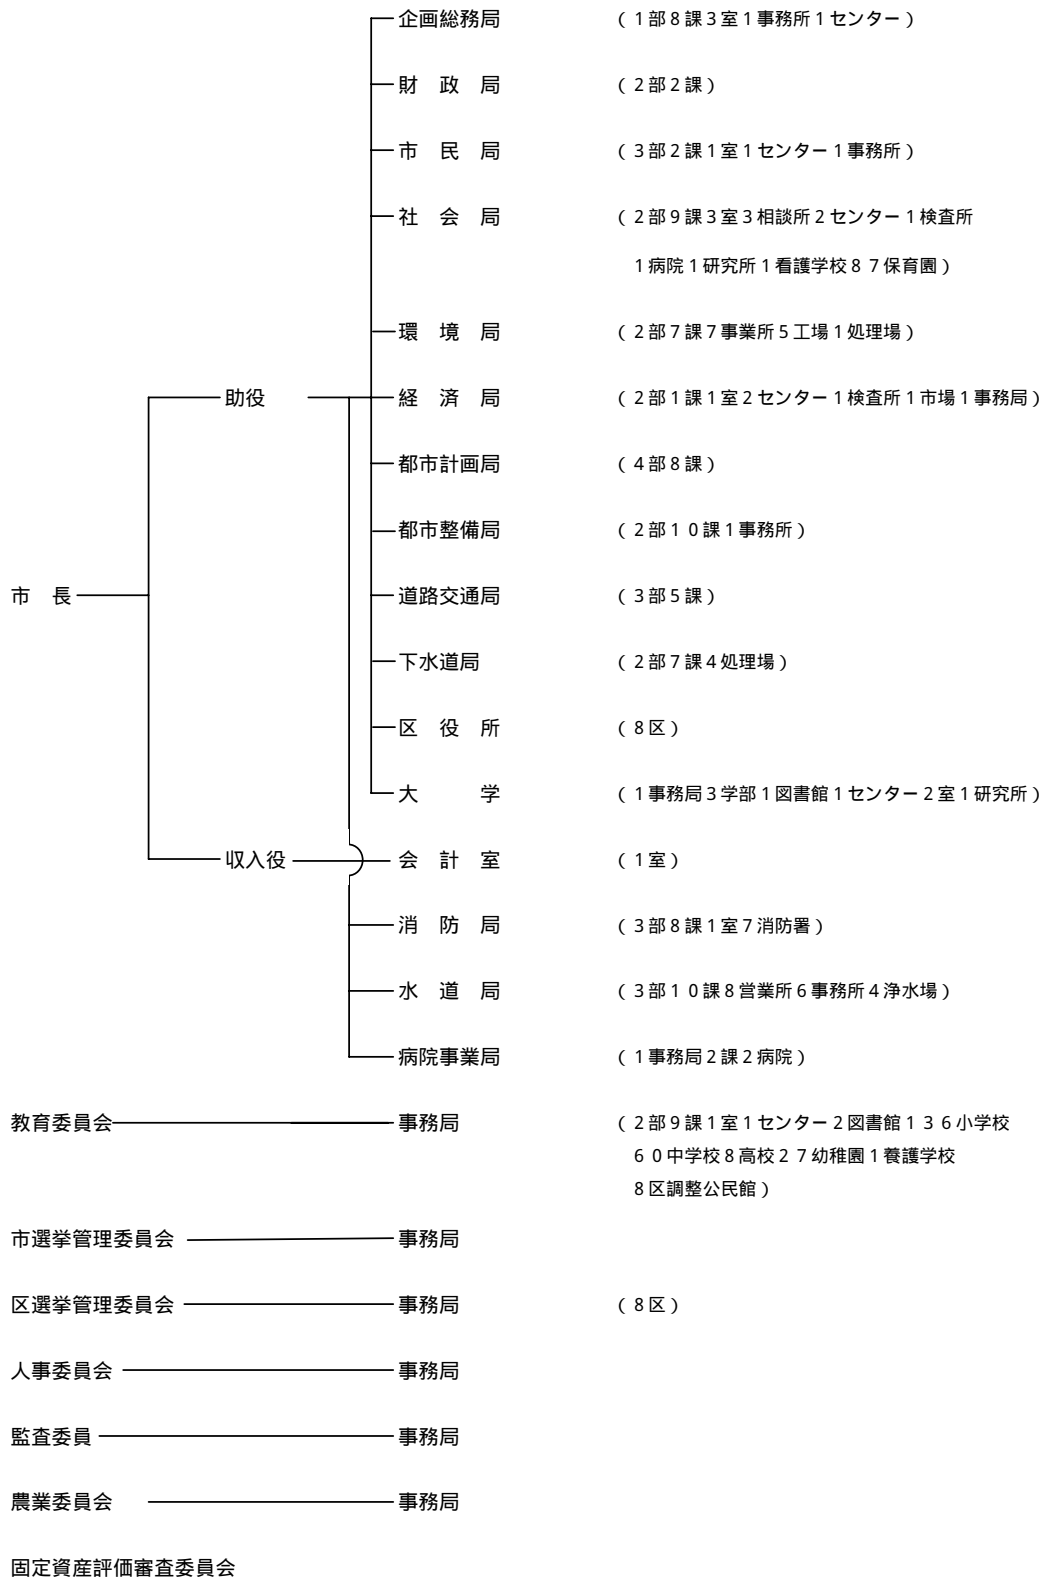 企画総務局 （１部８課３室１事務所１センター）
財　政　局 （２部２課）
市　民　局 （３部２課１室１センター１事務所）
社　会　局 （２部９課３室３相談所２センター１検査所
１病院１研究所１看護学校８７保育園）
環　境　局 （２部７課７事業所５工場１処理場）
助役 経　済　局 （２部１課１室２センター１検査所１市場１事務局）
都市計画局 （４部８課）
都市整備局 （２部１０課１事務所）
市　長 道路交通局 （３部５課）
下水道局 （２部７課４処理場）
区　役　所 （８区）
大　　　学 （１事務局３学部１図書館１センター２室１研究所）
収入役 会　計　室 （１室）
消　防　局 （３部８課１室７消防署）
水　道　局 （３部１０課８営業所６事務所４浄水場）
病院事業局 （１事務局２課２病院）
教育委員会 事務局 （２部９課１室１センター２図書館１３６小学校
６０中学校８高校２７幼稚園１養護学校
８区調整公民館）
市選挙管理委員会 事務局
区選挙管理委員会 事務局 （８区）
人事委員会 事務局
監査委員 事務局
農業委員会 事務局
固定資産評価審査委員会